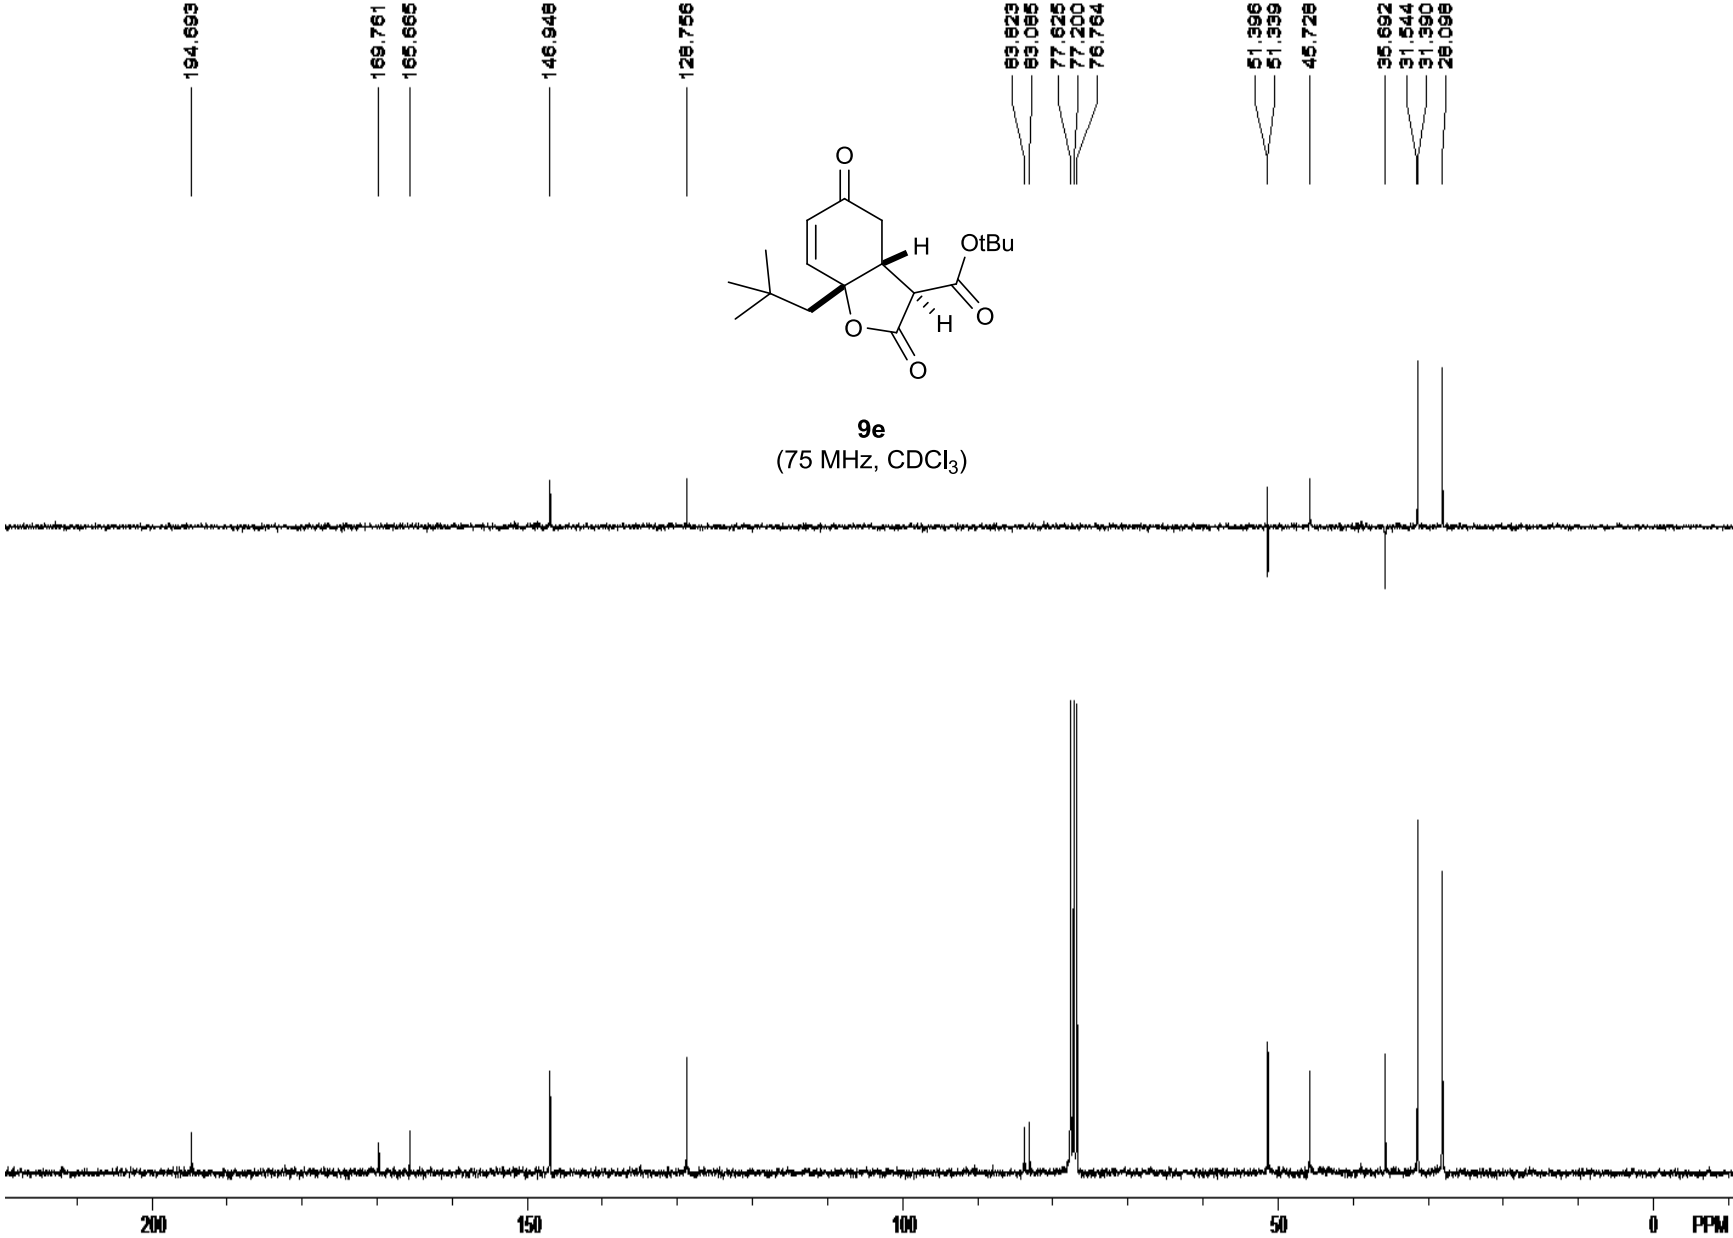 194.693
169.761
165.665
146.948
128.756
83.823
83.085
77.625
77.200
76.764
51.396
51.339
45.728
35.692
31.544
31.390
28.098
O
H
OtBu
O
H
O
O
9e
(75 MHz, CDCl₃)
200 150 100 50 0 PPM